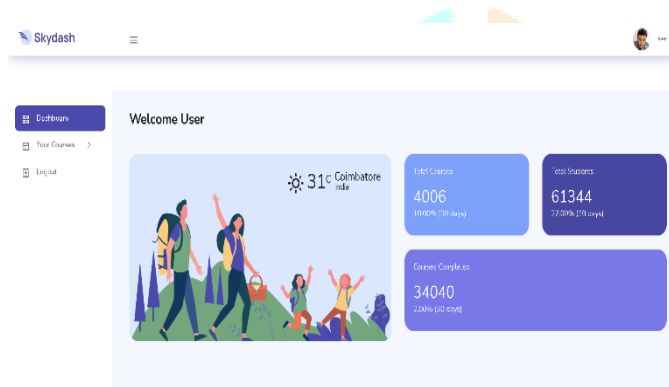 Skydash
Dashboard
Your Courses
Logout
Welcome User
31C Coimbatore
India
Total Courses
4006
10.00% (30 days)
Total Students
61344
22.00% (30 days)
Courses Completed
34040
2.00% (30 days)